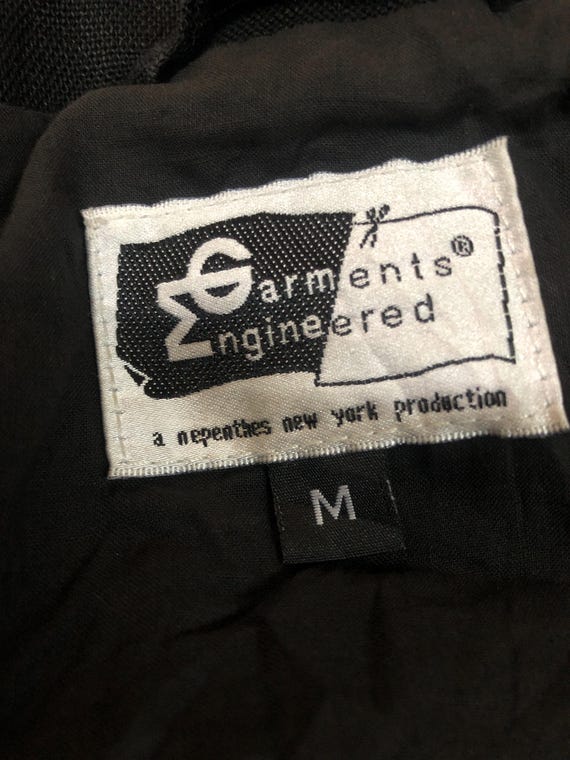 Garments®
Engineered
a nepenthes new york production
M